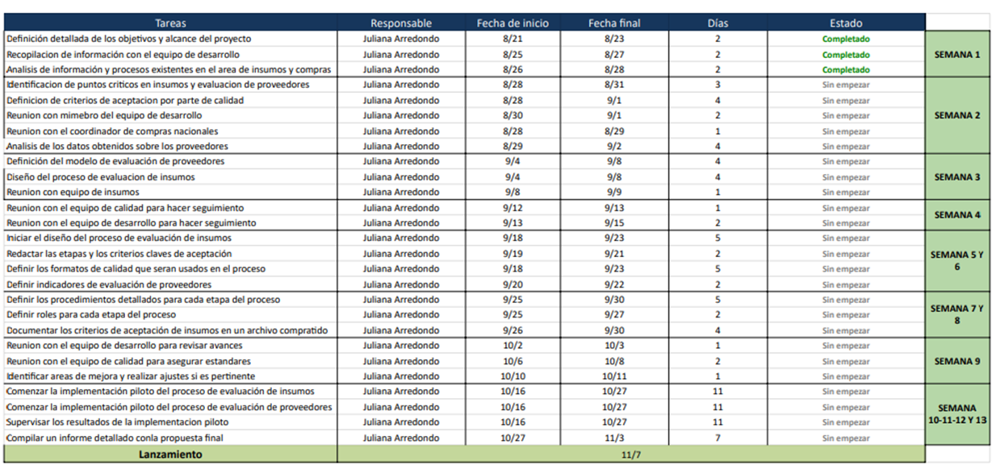 Tareas Responsable Fecha de inicio Fecha final Días Estado
Definición detallada de los objetivos y alcance del proyecto Juliana Arredondo 8/21 8/23 2 Completado
Recopilacion de información con el equipo de desarrollo Juliana Arredondo 8/25 8/27 2 Completado SEMANA 1
Analisis de información y procesos existentes en el area de insumos y compras Juliana Arredondo 8/26 8/28 2 Completado
Identificacion de puntos criticos en insumos y evaluacion de proveedores Juliana Arredondo 8/28 8/31 3 Sin empezar
Definicion de criterios de aceptacion por parte de calidad Juliana Arredondo 8/28 9/1 4 Sin empezar
Reunion con mimebro del equipo de desarrollo Juliana Arredondo 8/30 9/1 2 Sin empezar SEMANA 2
Reunion con el coordinador de compras nacionales Juliana Arredondo 8/28 8/29 1 Sin empezar
Analisis de los datos obtenidos sobre los proveedores Juliana Arredondo 8/29 9/2 4 Sin empezar
Definición del modelo de evaluación de proveedores Juliana Arredondo 9/4 9/8 4 Sin empezar
Diseño del proceso de evaluacion de insumos Juliana Arredondo 9/4 9/8 4 Sin empezar SEMANA 3
Reunion con equipo de insumos Juliana Arredondo 9/8 9/9 1 Sin empezar
Reunion con el equipo de calidad para hacer seguimiento Juliana Arredondo 9/12 9/13 1 Sin empezar SEMANA 4
Reunion con el equipo de desarrollo para hacer seguimiento Juliana Arredondo 9/13 9/15 2 Sin empezar
Iniciar el diseño del proceso de evaluación de insumos Juliana Arredondo 9/18 9/23 5 Sin empezar
Redactar las etapas y los criterios claves de aceptación Juliana Arredondo 9/19 9/21 2 Sin empezar SEMANA 5 Y
Definir los formatos de calidad que seran usados en el proceso Juliana Arredondo 9/18 9/23 5 Sin empezar 6
Definir indicadores de evaluación de proveedores Juliana Arredondo 9/20 9/22 2 Sin empezar
Definir los procedimientos detallados para cada etapa del proceso Juliana Arredondo 9/25 9/30 5 Sin empezar
Definir roles para cada etapa del proceso Juliana Arredondo 9/25 9/27 2 Sin empezar SEMANA 7 Y
8
Documentar los criterios de aceptación de insumos en un archivo compratido Juliana Arredondo 9/26 9/30 4 Sin empezar
Reunion con el equipo de desarrollo para revisar avances Juliana Arredondo 10/2 10/3 1 Sin empezar
Reunion con el equipo de calidad para asegurar estandares Juliana Arredondo 10/6 10/8 2 Sin empezar SEMANA 9
Identificar areas de mejora y realizar ajustes si es pertinente Juliana Arredondo 10/10 10/11 1 Sin empezar
Comenzar la implementación piloto del proceso de evaluación de insumos Juliana Arredondo 10/16 10/27 11 Sin empezar
Comenzar la implementación piloto del proceso de evaluación de proveedores Juliana Arredondo 10/16 10/27 11 Sin empezar SEMANA
Supervisar los resultados de la implementacion piloto Juliana Arredondo 10/16 10/27 11 Sin empezar 10-11-12 Y 13
Compilar un informe detallado conla propuesta final Juliana Arredondo 10/27 11/3 7 Sin empezar
Lanzamiento 11/7